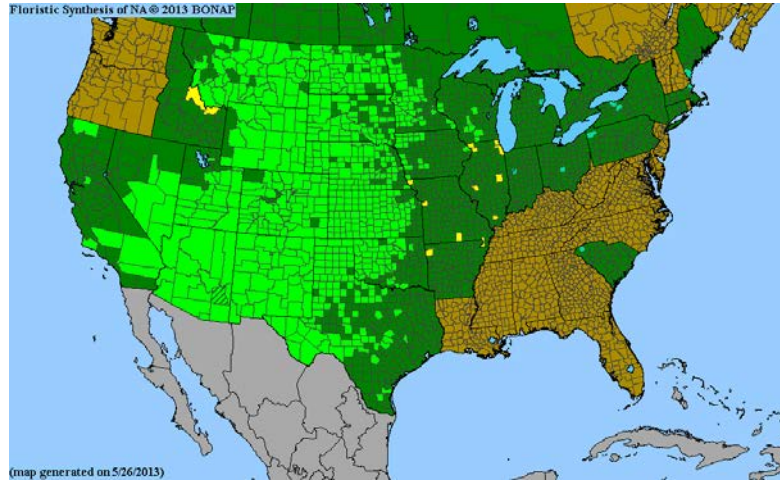 Floristic Synthesis of NA © 2013 BONAP
(map generated on 5/26/2013)